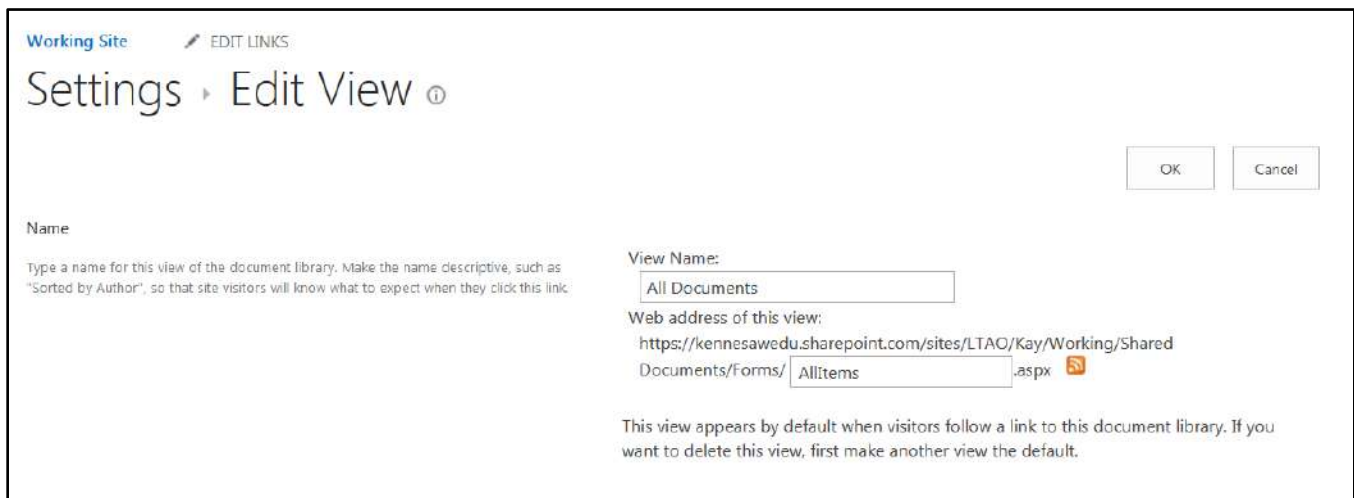 Working Site EDIT LINKS
Settings Edit View
OK Cancel
Name
Type a name for this view of the document library. Make the name descriptive, such as
"Sorted by Author", so that site visitors will know what to expect when they click this link.
View Name:
All Documents
Web address of this view:
https://kennesawedu.sharepoint.com/sites/LTAO/Kay/Working/Shared
Documents/Forms/ AllItems .aspx
This view appears by default when visitors follow a link to this document library. If you
want to delete this view, first make another view the default.